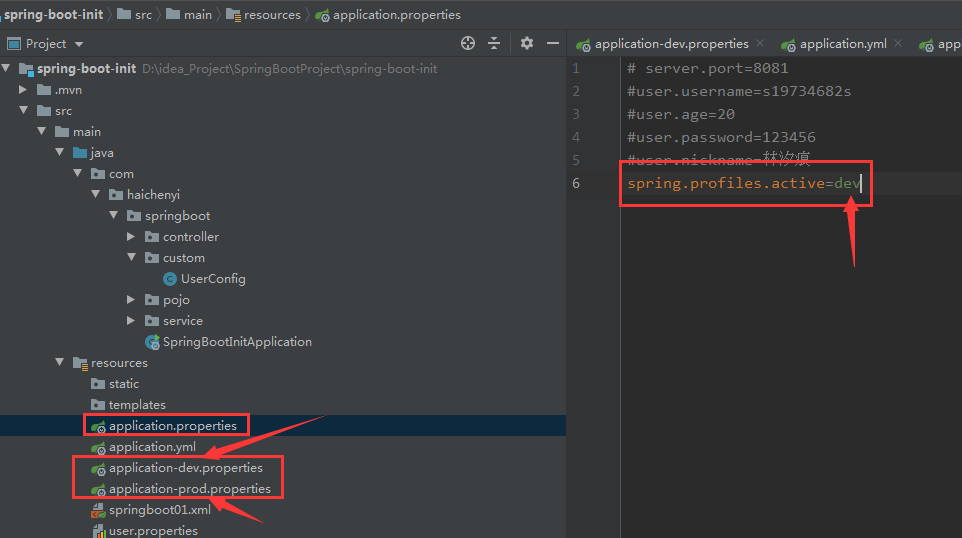 spring-boot-init src main resources application.properties
Project
spring-boot-init D:\idea_Project\SpringBootProject\spring-boot-init
.mvn
src
main
java
com
haichenyi
springboot
controller
custom
UserConfig
pojo
service
SpringBootInitApplication
resources
static
templates
application.properties
application.yml
application-dev.properties
application-prod.properties
springboot01.xml
user.properties
application-dev.properties application.yml app
1 # server.port=8081
2 #user.username=s19734682s
3 #user.age=20
4 #user.password=123456
5 #user.nickname=林汐痕
6 spring.profiles.active=dev